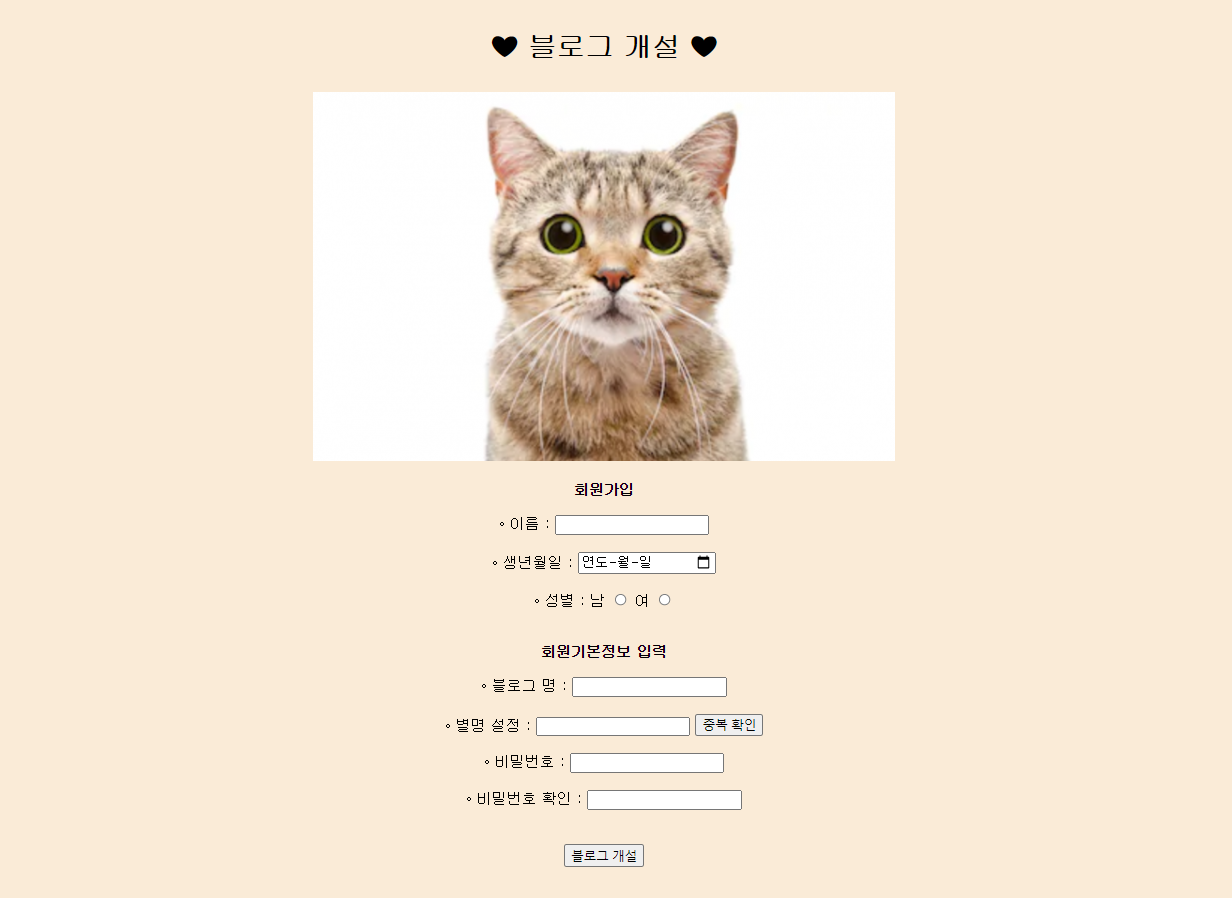 ♥ 블로그 개설 ♥
회원가입
∘ 이름 :
∘ 생년월일 : 연도-월-일
∘ 성별 : 남 여
회원기본정보 입력
∘ 블로그 명 :
∘ 별명 설정 : 중복 확인
∘ 비밀번호 :
∘ 비밀번호 확인 :
블로그 개설